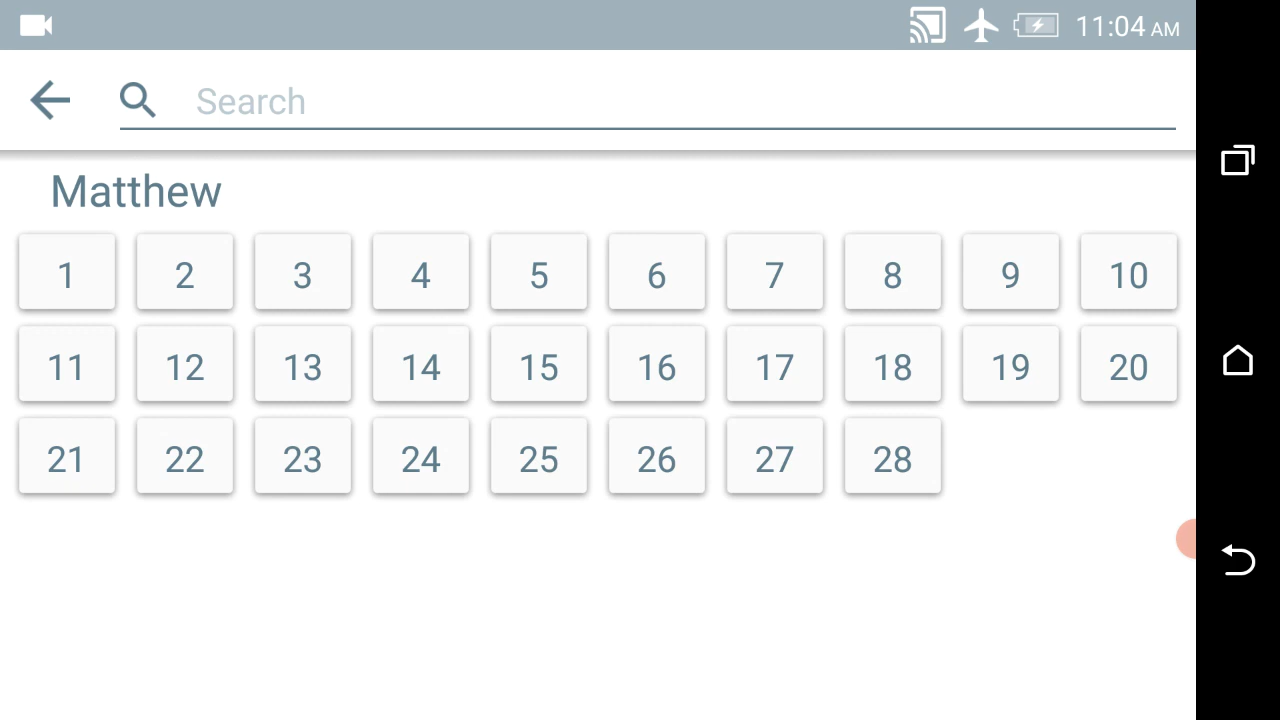 11:04 AM
Search
Matthew
1 2 3 4 5 6 7 8 9 10
11 12 13 14 15 16 17 18 19 20
21 22 23 24 25 26 27 28